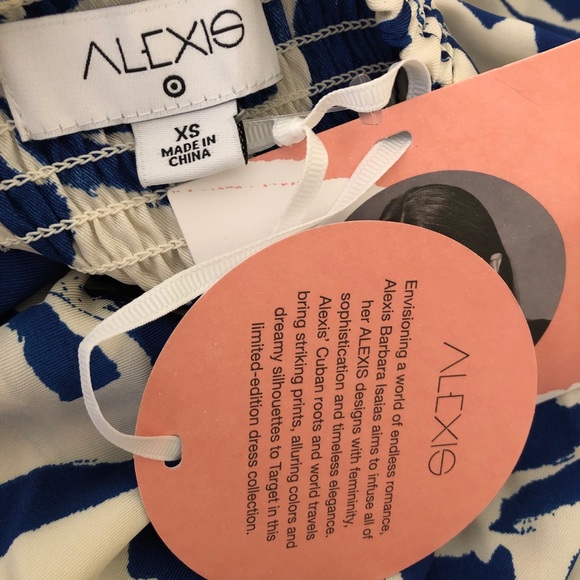 ALEXIS
XS
MADE IN
CHINA
ALEXIS
Envisioning a world of endless romance,
Alexis Barbara Isaias aims to infuse all of
her ALEXIS designs with femininity,
sophistication and timeless elegance.
Alexis' Cuban roots and world travels
bring striking prints, alluring colors and
dreamy silhouettes to Target in this
limited-edition dress collection.